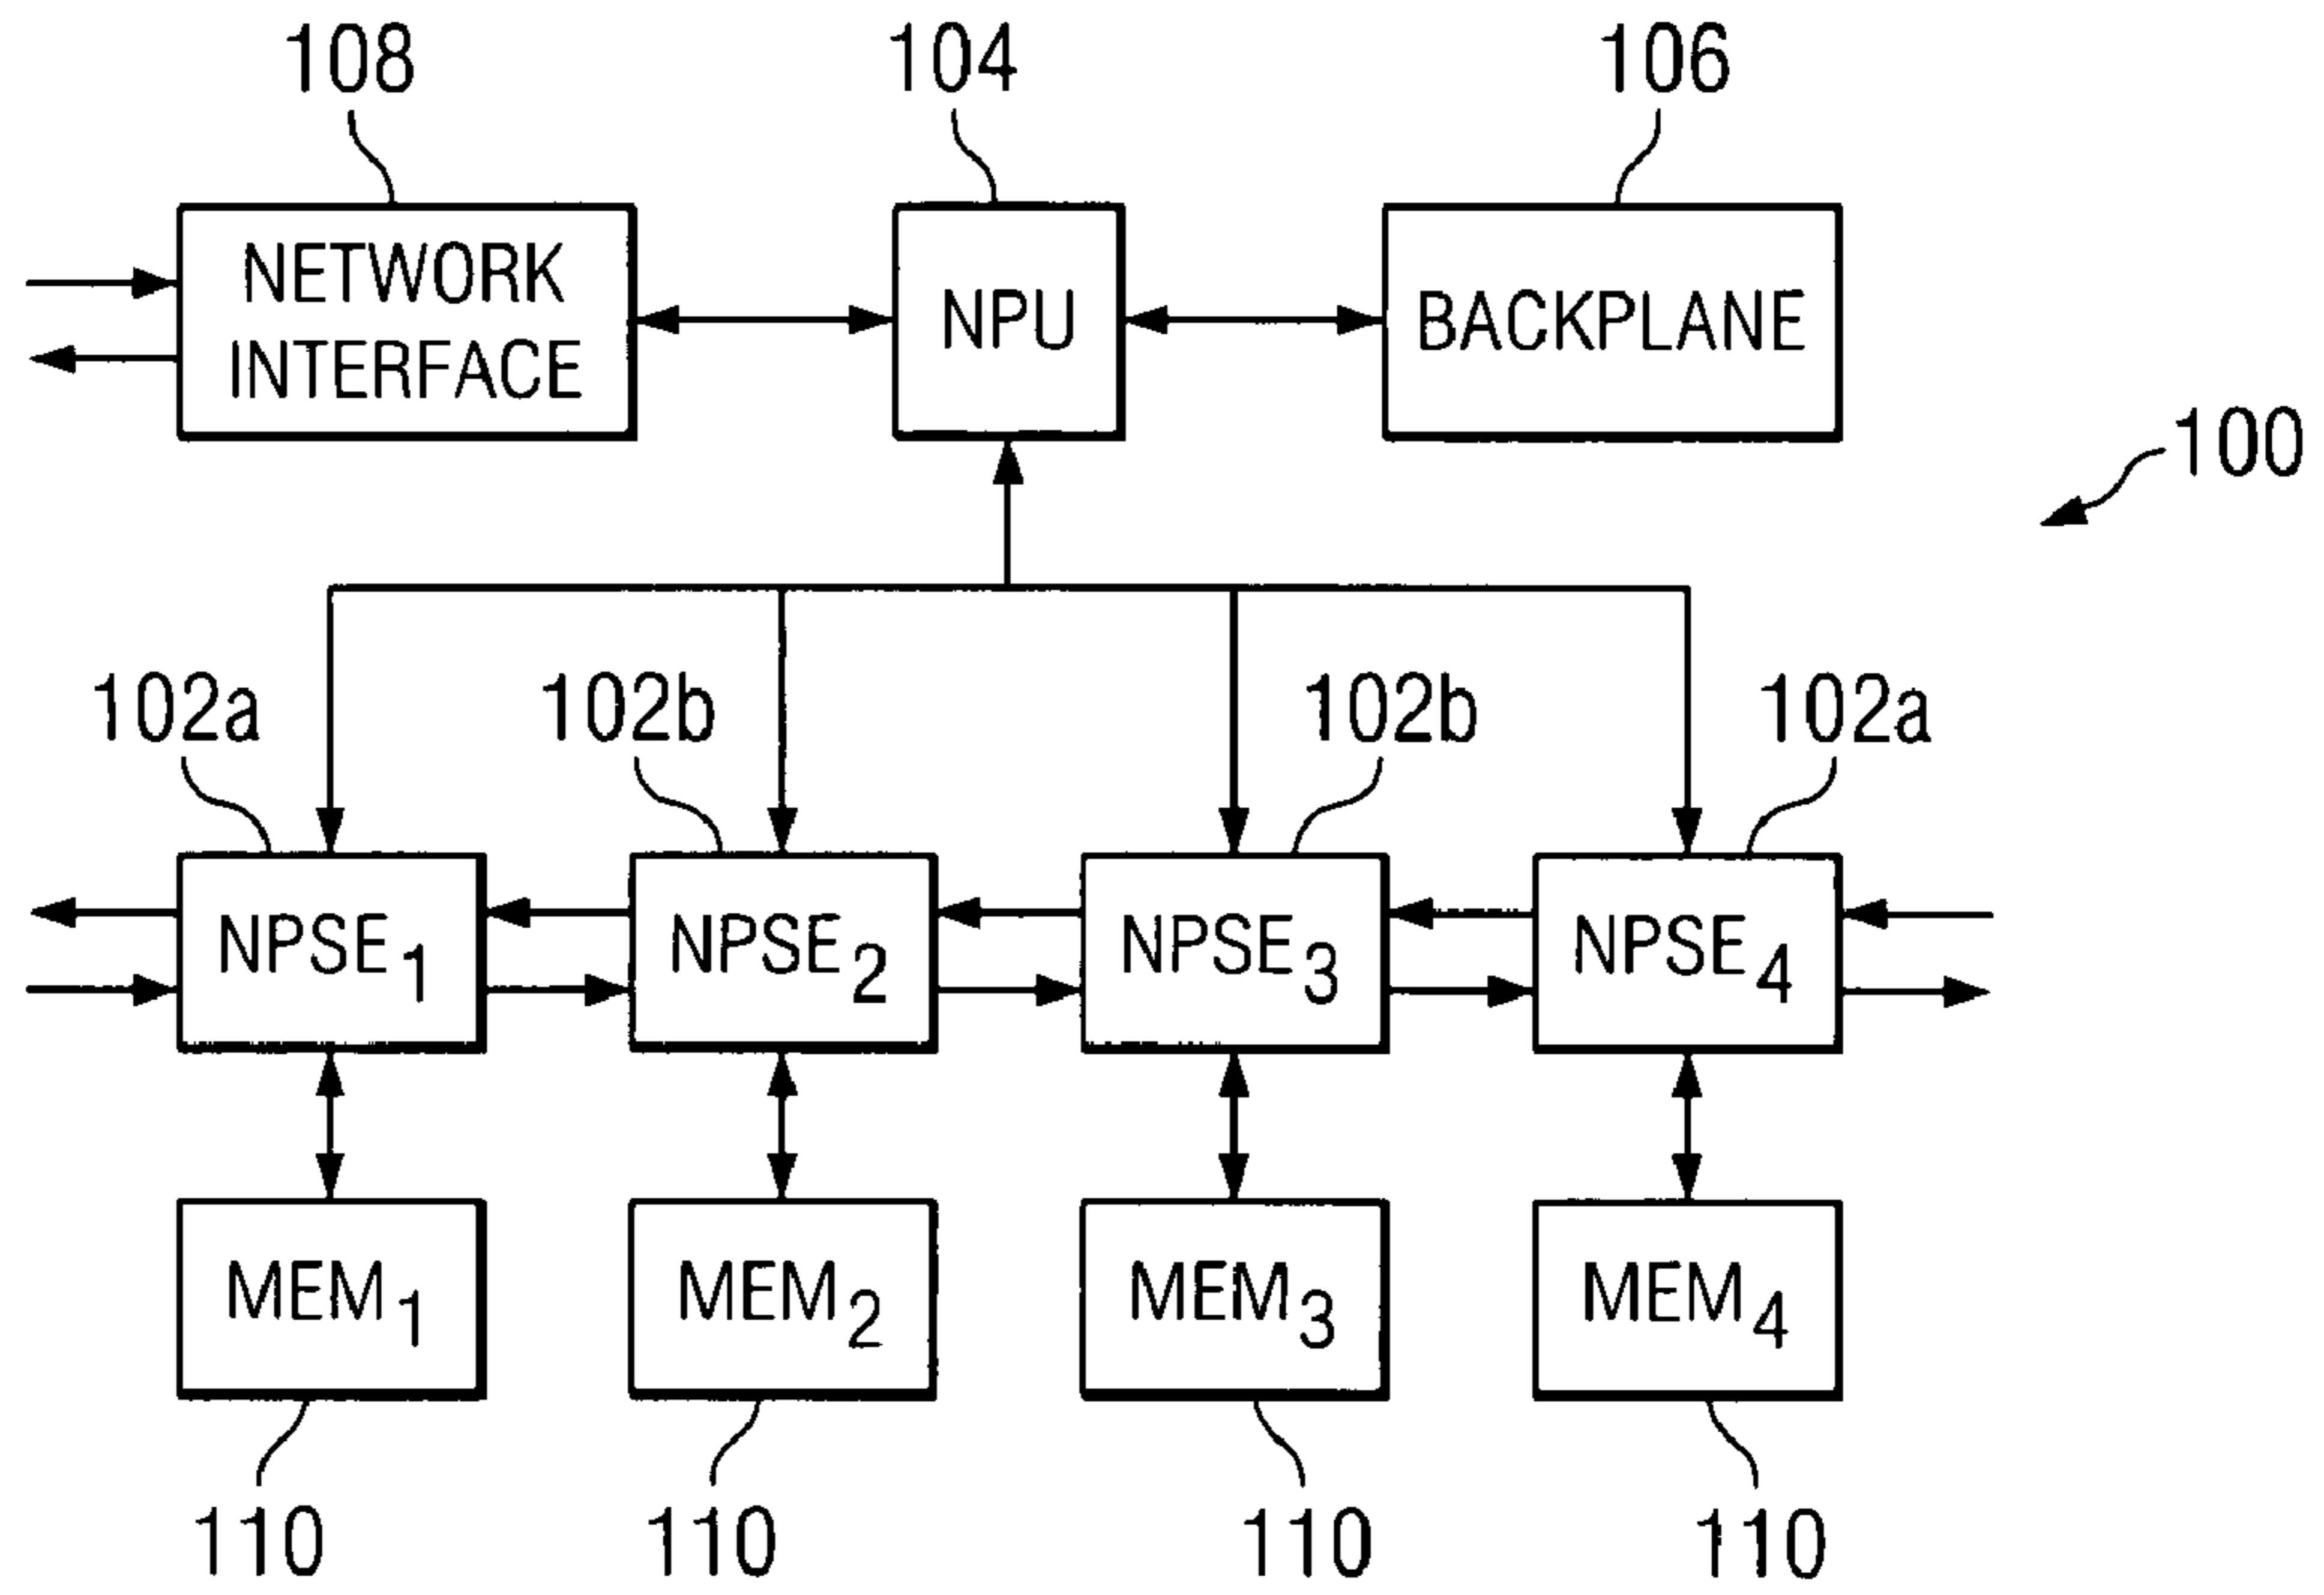 108
104
106
NETWORK
INTERFACE
NPU
BACKPLANE
100
102a
102b
102b
102a
NPSE1
NPSE2
NPSE3
NPSE4
MEM1
MEM2
MEM3
MEM4
110
110
110
110